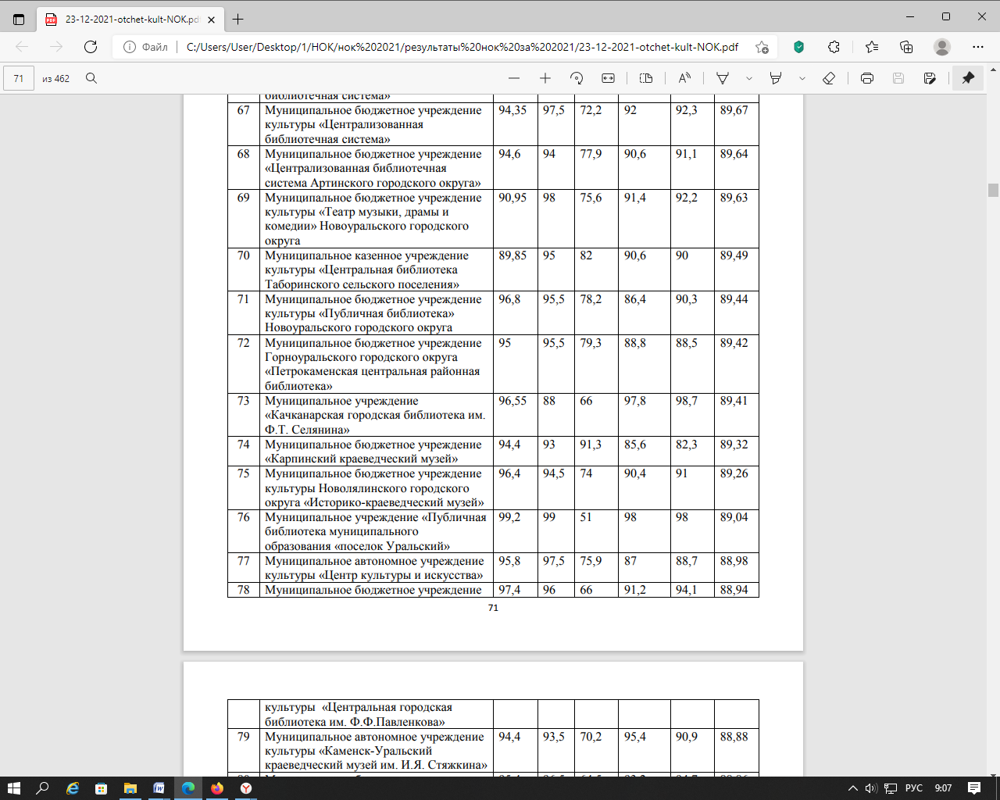 23-12-2021-otchet-kult-NOK.pdf
Файл
C:/Users/User/Desktop/1/НОК/нок%202021/результаты%20нок%20за%202021/23-12-2021-otchet-kult-NOK.pdf
71 из 462
библиотечная система»
67 Муниципальное бюджетное учреждение 94,35 97,5 72,2 92 92,3 89,67
культуры «Централизованная
библиотечная система»
68 Муниципальное бюджетное учреждение 94,6 94 77,9 90,6 91,1 89,64
«Централизованная библиотечная
система Артинского городского округа»
69 Муниципальное бюджетное учреждение 90,95 98 75,6 91,4 92,2 89,63
культуры «Театр музыки, драмы и
комедии» Новоуральского городского
округа
70 Муниципальное казенное учреждение 89,85 95 82 90,6 90 89,49
культуры «Центральная библиотека
Таборинского сельского поселения»
71 Муниципальное бюджетное учреждение 96,8 95,5 78,2 86,4 90,3 89,44
культуры «Публичная библиотека»
Новоуральского городского округа
72 Муниципальное бюджетное учреждение 95 95,5 79,3 88,8 88,5 89,42
Горноуральского городского округа
«Петрокаменская центральная районная
библиотека»
73 Муниципальное учреждение 96,55 88 66 97,8 98,7 89,41
«Качканарская городская библиотека им.
Ф.Т. Селянина»
74 Муниципальное бюджетное учреждение 94,4 93 91,3 85,6 82,3 89,32
«Карпинский краеведческий музей»
75 Муниципальное бюджетное учреждение 96,4 94,5 74 90,4 91 89,26
культуры Новолялинского городского
округа «Историко-краеведческий музей»
76 Муниципальное учреждение «Публичная 99,2 99 51 98 98 89,04
библиотека муниципального
образования «поселок Уральский»
77 Муниципальное автономное учреждение 95,8 97,5 75,9 87 88,7 88,98
культуры «Центр культуры и искусства»
78 Муниципальное бюджетное учреждение 97,4 96 66 91,2 94,1 88,94
71
культуры «Центральная городская
библиотека им. Ф.Ф.Павленкова»
79 Муниципальное автономное учреждение 94,4 93,5 70,2 95,4 90,9 88,88
культуры «Каменск-Уральский
краеведческий музей им. И.Я. Стяжкина»
РУС 9:07